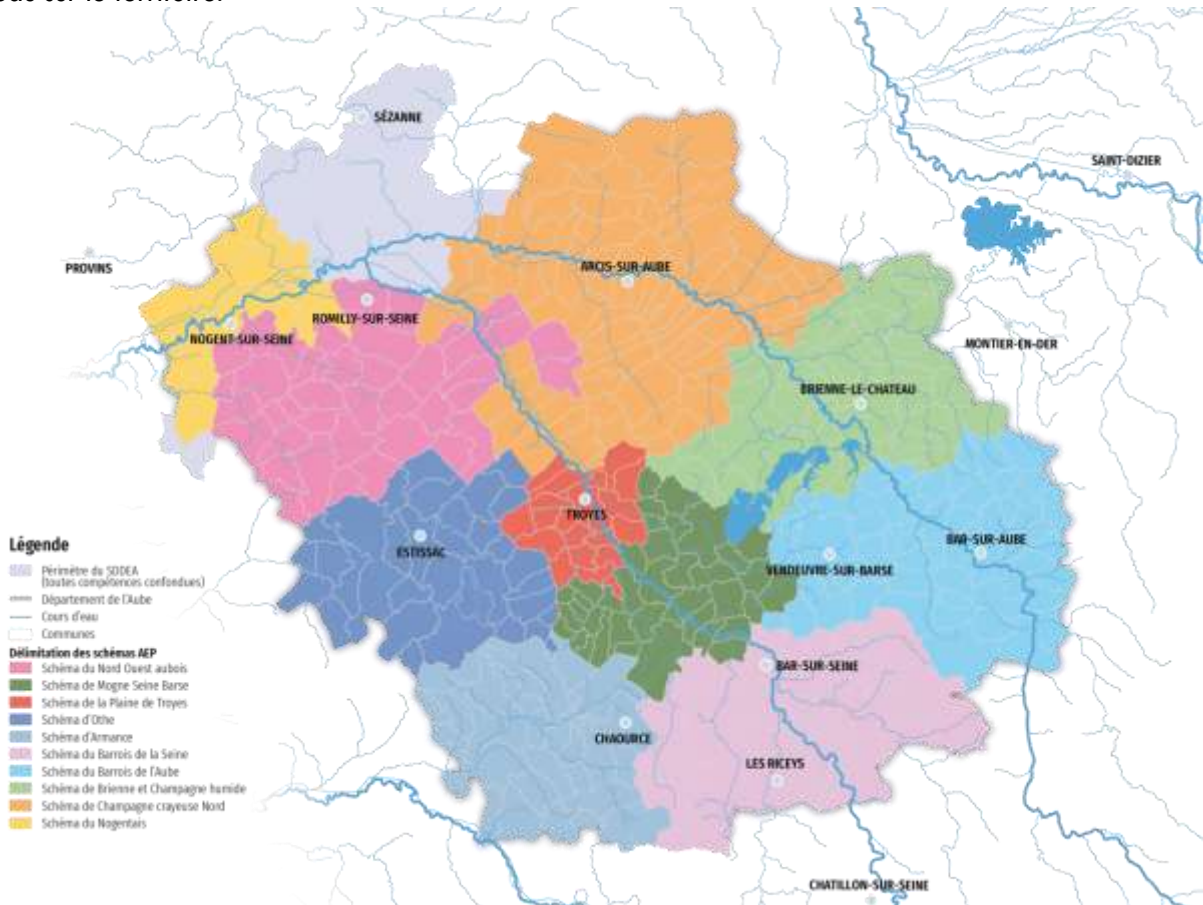 SÉZANNE
SAINT-DIZIER
PROVINS
ARCIS-SUR-AUBE
ROMILLY-SUR-SEINE
NOGENT-SUR-SEINE
MONTIER-EN-DER
BRIENNE-LE-CHATEAU
TROYES
ESTISSAC
BAR-SUR-AUBE
VENDEUVRE-SUR-BARSE
BAR-SUR-SEINE
CHAOURCE
LES RICEYS
CHATILLON-SUR-SEINE
Légende
Périmètre du SDDEA
(toutes compétences confondues)
Département de l'Aube
Cours d'eau
Communes
Délimitation des schémas AEP
Schéma du Nord Ouest aubois
Schéma de Mogne Seine Barse
Schéma de la Plaine de Troyes
Schéma d'Othe
Schéma d'Armance
Schéma du Barrois de la Seine
Schéma du Barrois de l'Aube
Schéma de Brienne et Champagne humide
Schéma de Champagne crayeuse Nord
Schéma du Nogentais